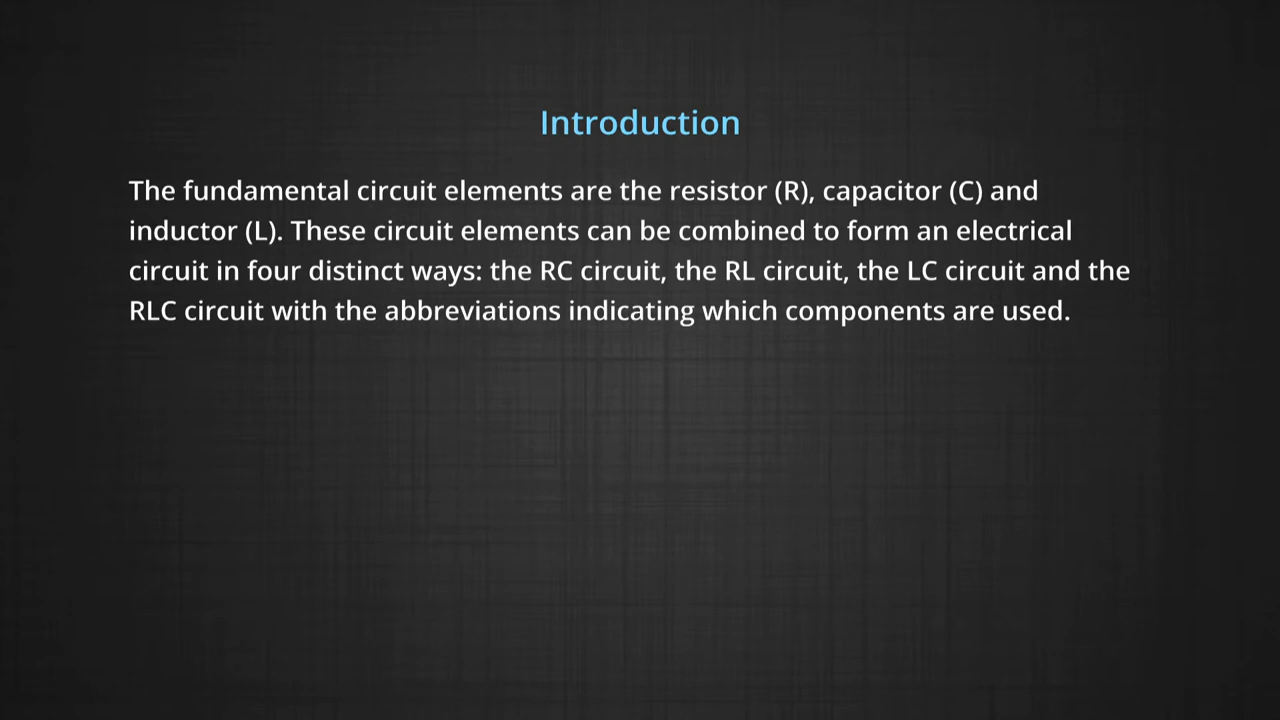 Introduction
The fundamental circuit elements are the resistor (R), capacitor (C) and
inductor (L). These circuit elements can be combined to form an electrical
circuit in four distinct ways: the RC circuit, the RL circuit, the LC circuit and the
RLC circuit with the abbreviations indicating which components are used.